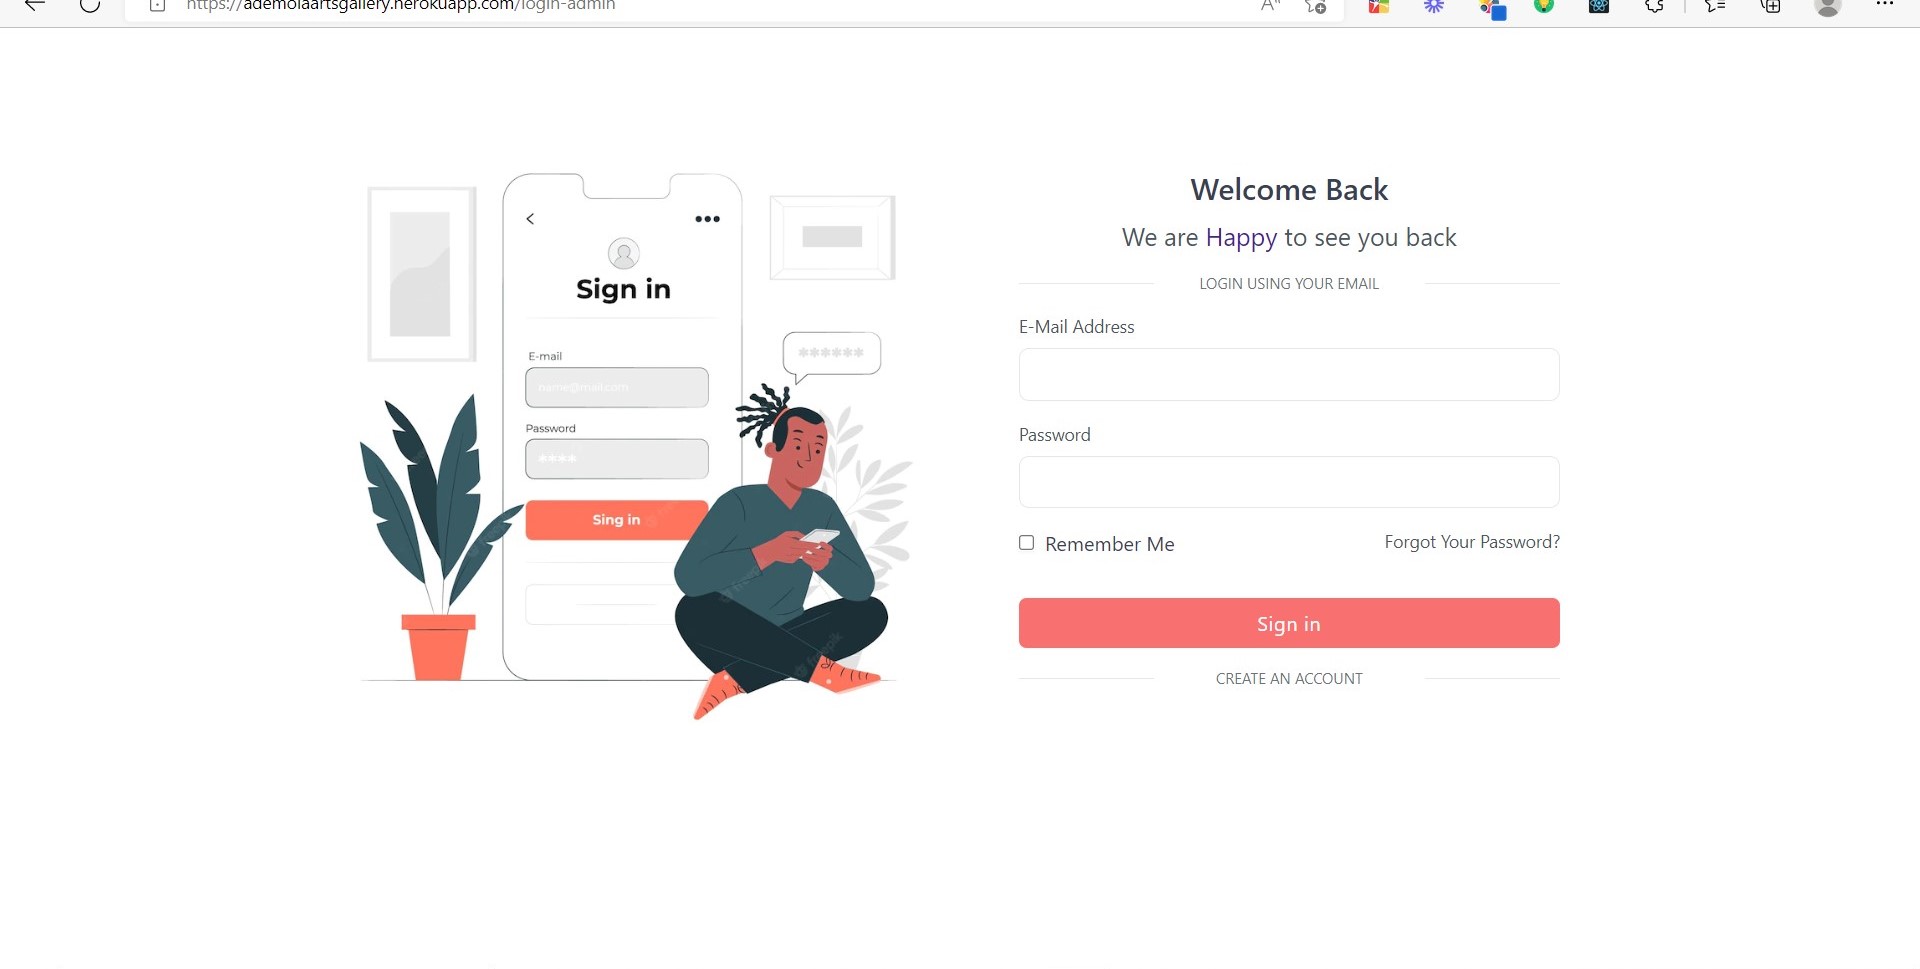 https://ademolaartsgallery.herokuapp.com/login-admin
Sign in
E-mail
name@mail.com
Password
****
Sing in
******
Welcome Back
We are Happy to see you back
LOGIN USING YOUR EMAIL
E-Mail Address
Password
Remember Me
Forgot Your Password?
Sign in
CREATE AN ACCOUNT
freepik